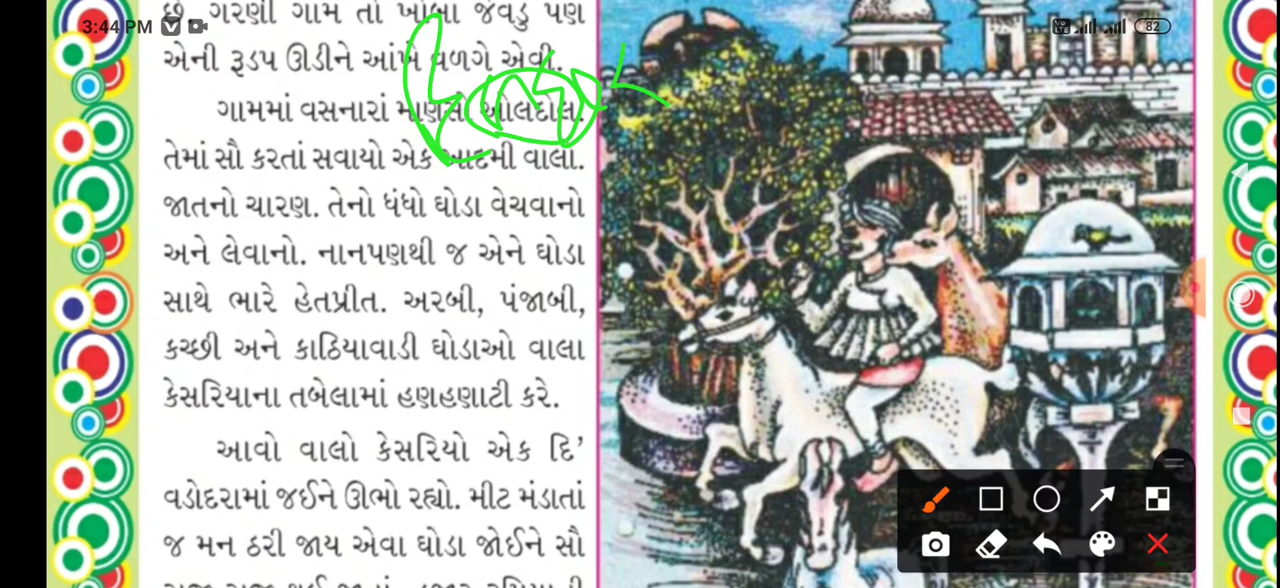 છે. ગરણી ગામ તો ખોબા જેવડું પણ
3:44 PM
82
એની રૂડપ ઊડીને આંખે વળગે એવી.
ગામમાં વસનારાં માણસો ઓલદોલ.
તેમાં સૌ કરતાં સવાયો એક આદમી વાલો.
જાતનો ચારણ. તેનો ધંધો ઘોડા વેચવાનો
અને લેવાનો. નાનપણથી જ એને ઘોડા
સાથે ભારે હેતપ્રીત. અરબી, પંજાબી,
કચ્છી અને કાઠિયાવાડી ઘોડાઓ વાલા
કેસરિયાના તબેલામાં હણહણાટી કરે.
આવો વાલો કેસરિયો એક દિ’
વડોદરામાં જઈને ઊભો રહ્યો. મીટ મંડાતાં
જ મન ઠરી જાય એવા ઘોડા જોઈને સૌ